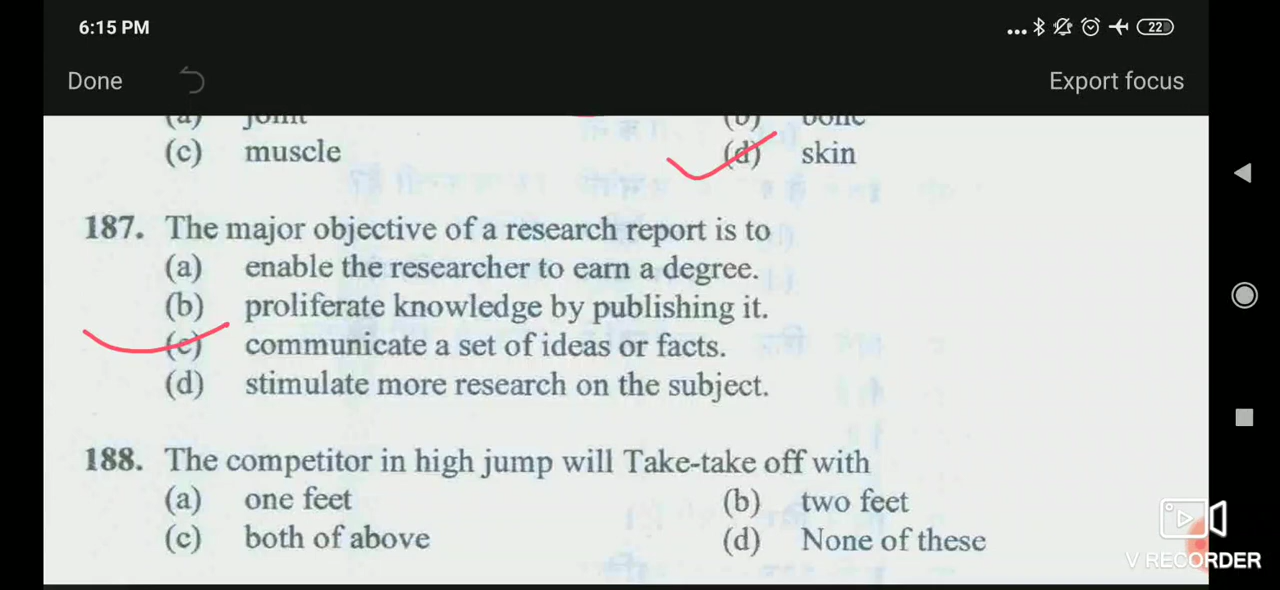 6:15 PM
22
Done
Export focus
(a) joint (b) bone
(c) muscle (d) skin
187. The major objective of a research report is to
(a) enable the researcher to earn a degree.
(b) proliferate knowledge by publishing it.
(c) communicate a set of ideas or facts.
(d) stimulate more research on the subject.
188. The competitor in high jump will Take-take off with
(a) one feet (b) two feet
(c) both of above (d) None of these
V RECORDER